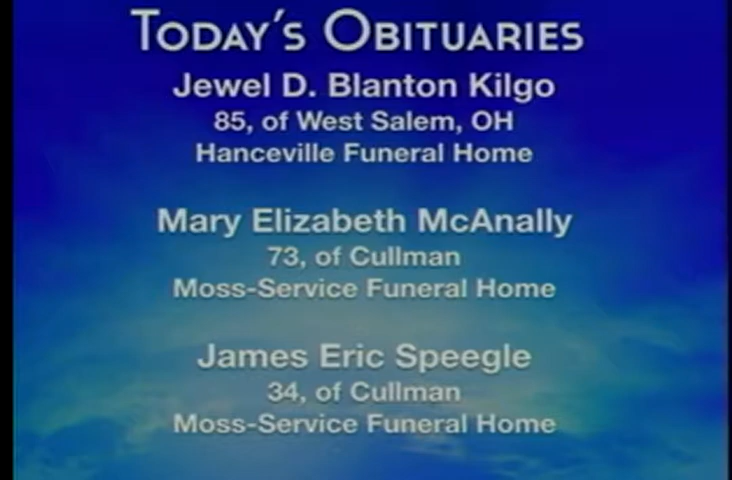 TODAY'S OBITUARIES
Jewel D. Blanton Kilgo
85, of West Salem, OH
Hanceville Funeral Home
Mary Elizabeth McAnally
73, of Cullman
Moss-Service Funeral Home
James Eric Speegle
34, of Cullman
Moss-Service Funeral Home